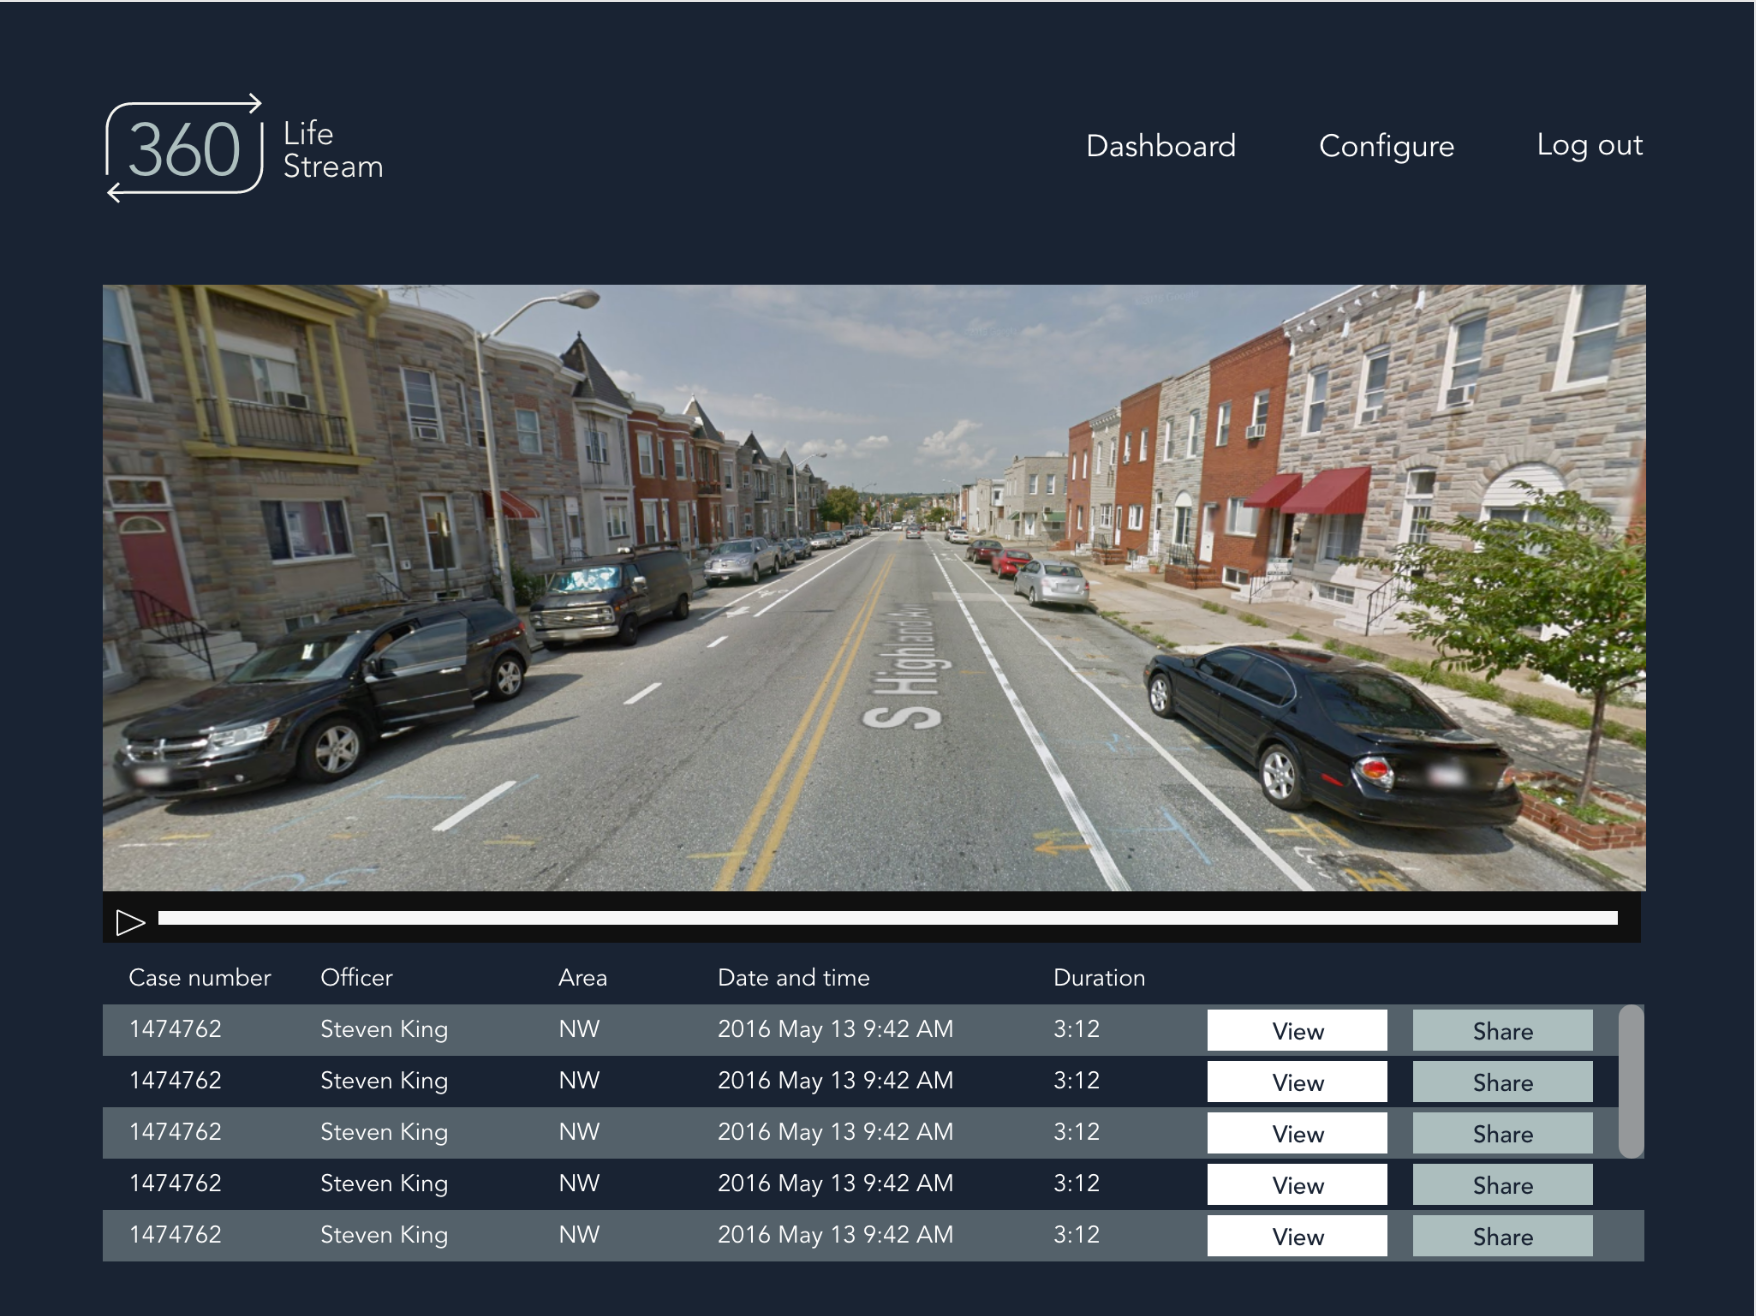 360 Life
Stream
Dashboard Configure Log out
S Highland Av
Case number Officer Area Date and time Duration
1474762 Steven King NW 2016 May 13 9:42 AM 3:12 View Share
1474762 Steven King NW 2016 May 13 9:42 AM 3:12 View Share
1474762 Steven King NW 2016 May 13 9:42 AM 3:12 View Share
1474762 Steven King NW 2016 May 13 9:42 AM 3:12 View Share
1474762 Steven King NW 2016 May 13 9:42 AM 3:12 View Share